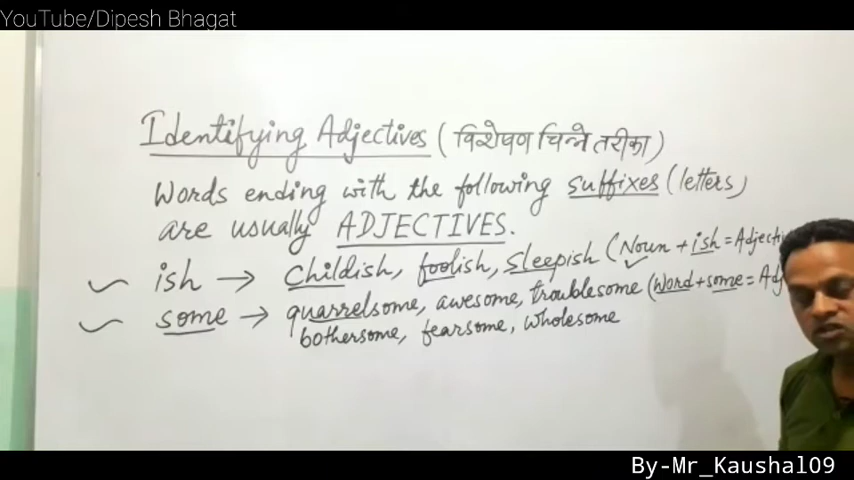 YouTube/Dipesh Bhagat
Identifying Adjectives (विशेषण चिन्ने तरीका)
Words ending with the following suffixes (letters)
are usually ADJECTIVES.
ish → childish, foolish, sleepish (Noun + ish = Adjecti
some → quarrelsome, awesome, troublesome (word + some = Adj
bothersome, fearsome, wholesome
By-Mr_Kaushal09